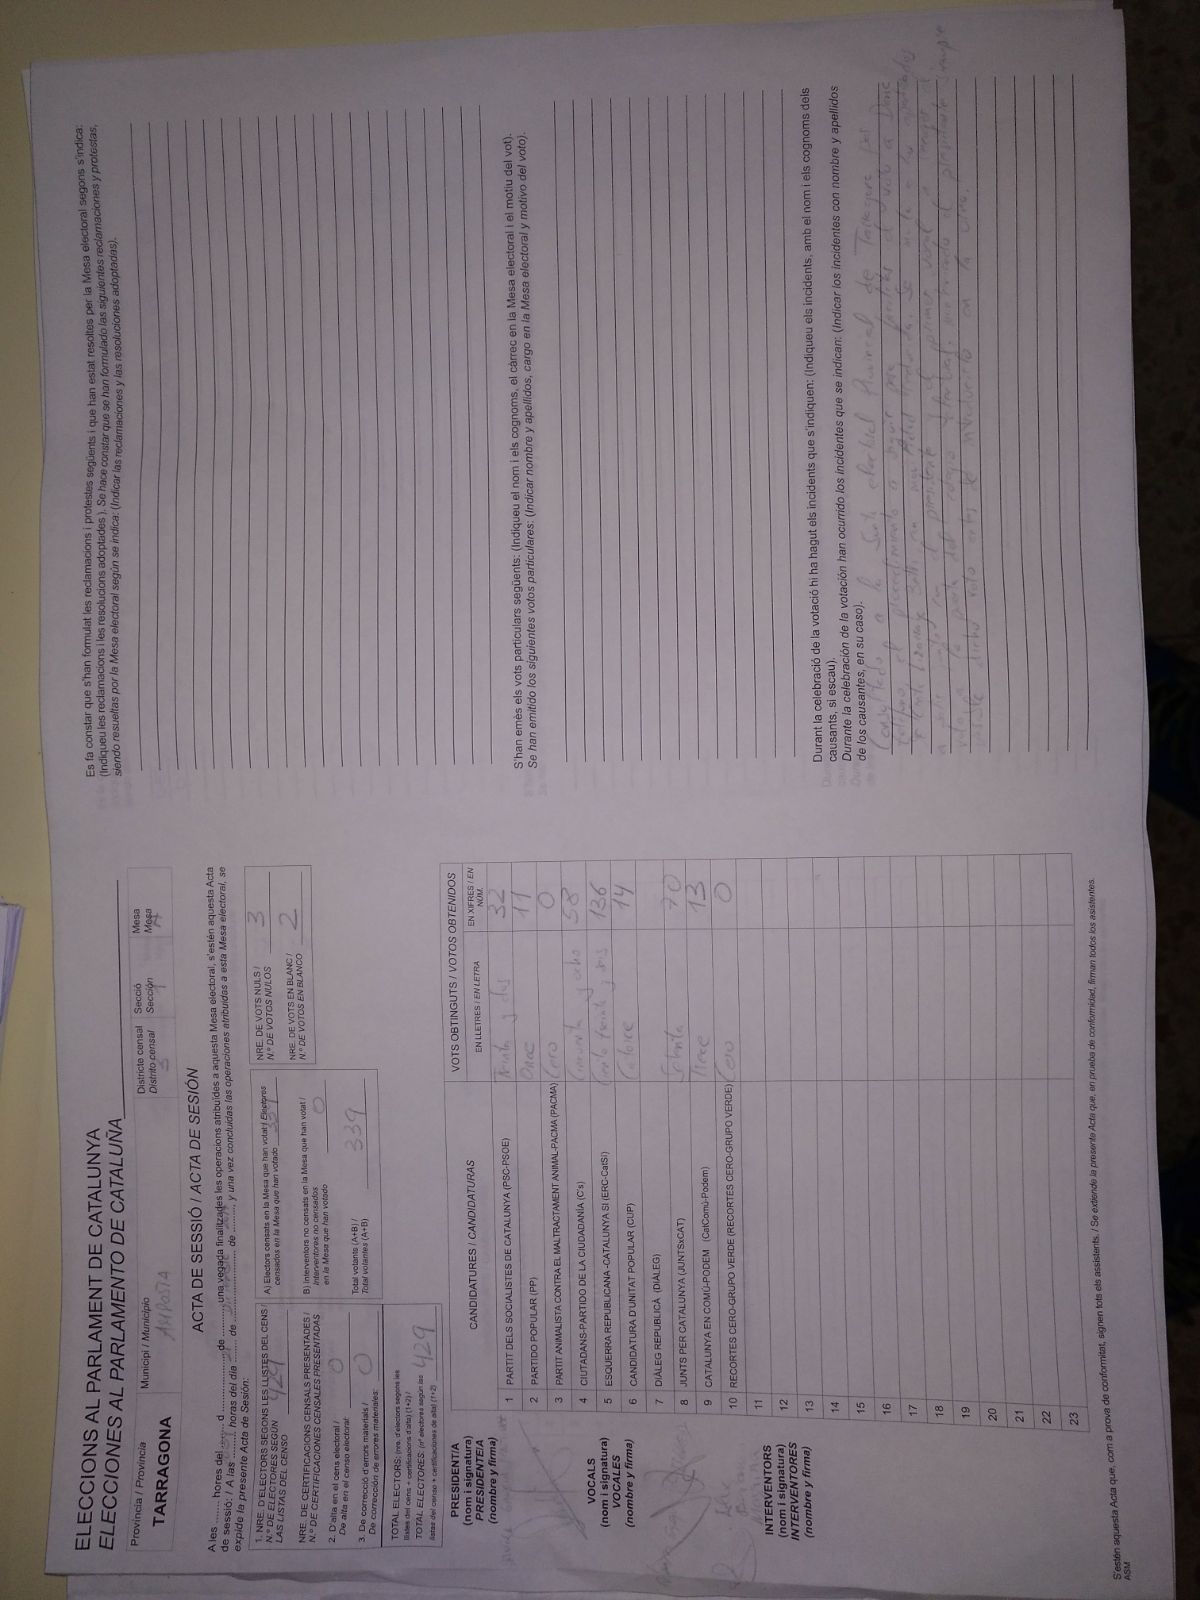 ELECCIONS AL PARLAMENT DE CATALUNYA
ELECCIONES AL PARLAMENTO DE CATALUÑA
Província / Provincia
TARRAGONA
Municipi / Municipio
AMPOSTA
Districte censal
Distrito censal
3
Secció
Sección
1
Mesa
Mesa
A
ACTA DE SESSIÓ / ACTA DE SESIÓN
A les ........ hores del ........ d ........ de ........ una vegada finalitzades les operacions atribuïdes a aquesta Mesa electoral, s'estén aquesta Acta
de sessió: / A las ........ horas del día ........ de ........ de ........ y una vez concluidas las operaciones atribuidas a esta Mesa electoral, se
expide la presente Acta de Sesión:
1. NRE. D'ELECTORS SEGONS LES LLISTES DEL CENS /
N.º DE ELECTORES SEGÚN
LAS LISTAS DEL CENSO
429
NRE. DE CERTIFICACIONS CENSALS PRESENTADES /
N.º DE CERTIFICACIONES CENSALES PRESENTADAS
2. D'alta en el cens electoral /
De alta en el censo electoral:
0
3. De correcció d'errors materials /
De corrección de errores materiales:
0
TOTAL ELECTORS: (nre. d'electors segons les
llistes del cens + certificacions d'alta) (1+2) /
TOTAL ELECTORES: (nº electores según las
listas del censo + certificaciones de alta) (1+2)
429
A) Electors censats en la Mesa que han votat / Electores
censados en la Mesa que han votado
339
B) Interventors no censats en la Mesa que han votat /
Interventores no censados
en la Mesa que han votado
0
Total votants (A+B) /
Total votantes (A+B)
339
NRE. DE VOTS NULS /
N.º DE VOTOS NULOS
3
NRE. DE VOTS EN BLANC /
N.º DE VOTOS EN BLANCO
2
PRESIDENT/A
(nom i signatura)
PRESIDENTE/A
(nombre y firma)
VOCALS
(nom i signatura)
VOCALES
(nombre y firma)
INTERVENTORS
(nom i signatura)
INTERVENTORES
(nombre y firma)
CANDIDATURES / CANDIDATURAS
VOTS OBTINGUTS / VOTOS OBTENIDOS
EN LLETRES / EN LETRA
EN XIFRES / EN NÚM.
1 PARTIT DELS SOCIALISTES DE CATALUNYA (PSC-PSOE) Treinta y dos 32
2 PARTIDO POPULAR (PP) Once 11
3 PARTIT ANIMALISTA CONTRA EL MALTRACTAMENT ANIMAL-PACMA (PACMA) Cero 0
4 CIUTADANS-PARTIDO DE LA CIUDADANÍA (C's) Cincuenta y ocho 58
5 ESQUERRA REPUBLICANA -CATALUNYA SI (ERC-CatSí) Ciento treinta y seis 136
6 CANDIDATURA D'UNITAT POPULAR (CUP) Catorce 14
7 DIÀLEG REPUBLICÀ (DIÀLEG)
8 JUNTS PER CATALUNYA (JUNTSxCAT) Setenta 70
9 CATALUNYA EN COMÚ-PODEM (CatComú-Podem) Trece 13
10 RECORTES CERO-GRUPO VERDE (RECORTES CERO-GRUPO VERDE) Cero 0
11
12
13
14
15
16
17
18
19
20
21
22
23
S'estén aquesta Acta que, com a prova de conformitat, signen tots els assistents. / Se extiende la presente Acta que, en prueba de conformidad, firman todos los asistentes.
ASM
Es fa constar que s'han formulat les reclamacions i protestes següents i que han estat resoltes per la Mesa electoral segons s'indica:
(Indiqueu les reclamacions i les resolucions adoptades ). Se hace constar que se han formulado las siguientes reclamaciones y protestas,
siendo resueltas por la Mesa electoral según se indica: (Indicar las reclamaciones y las resoluciones adoptadas).
S'han emès els vots particulars següents: (Indiqueu el nom i els cognoms, el càrrec en la Mesa electoral i el motiu del vot).
Se han emitido los siguientes votos particulares: (Indicar nombre y apellidos, cargo en la Mesa electoral y motivo del voto).
Durant la celebració de la votació hi ha hagut els incidents que s'indiquen: (Indiqueu els incidents, amb el nom i els cognoms dels
causants, si escau).
Durante la celebración de la votación han ocurrido los incidentes que se indican: (Indicar los incidentes con nombre y apellidos
de los causantes, en su caso).
Consultado a la Junta electoral Provincial de Tarragona por
el procedimiento a seguir
el presidente el primer vocal
dicho voto